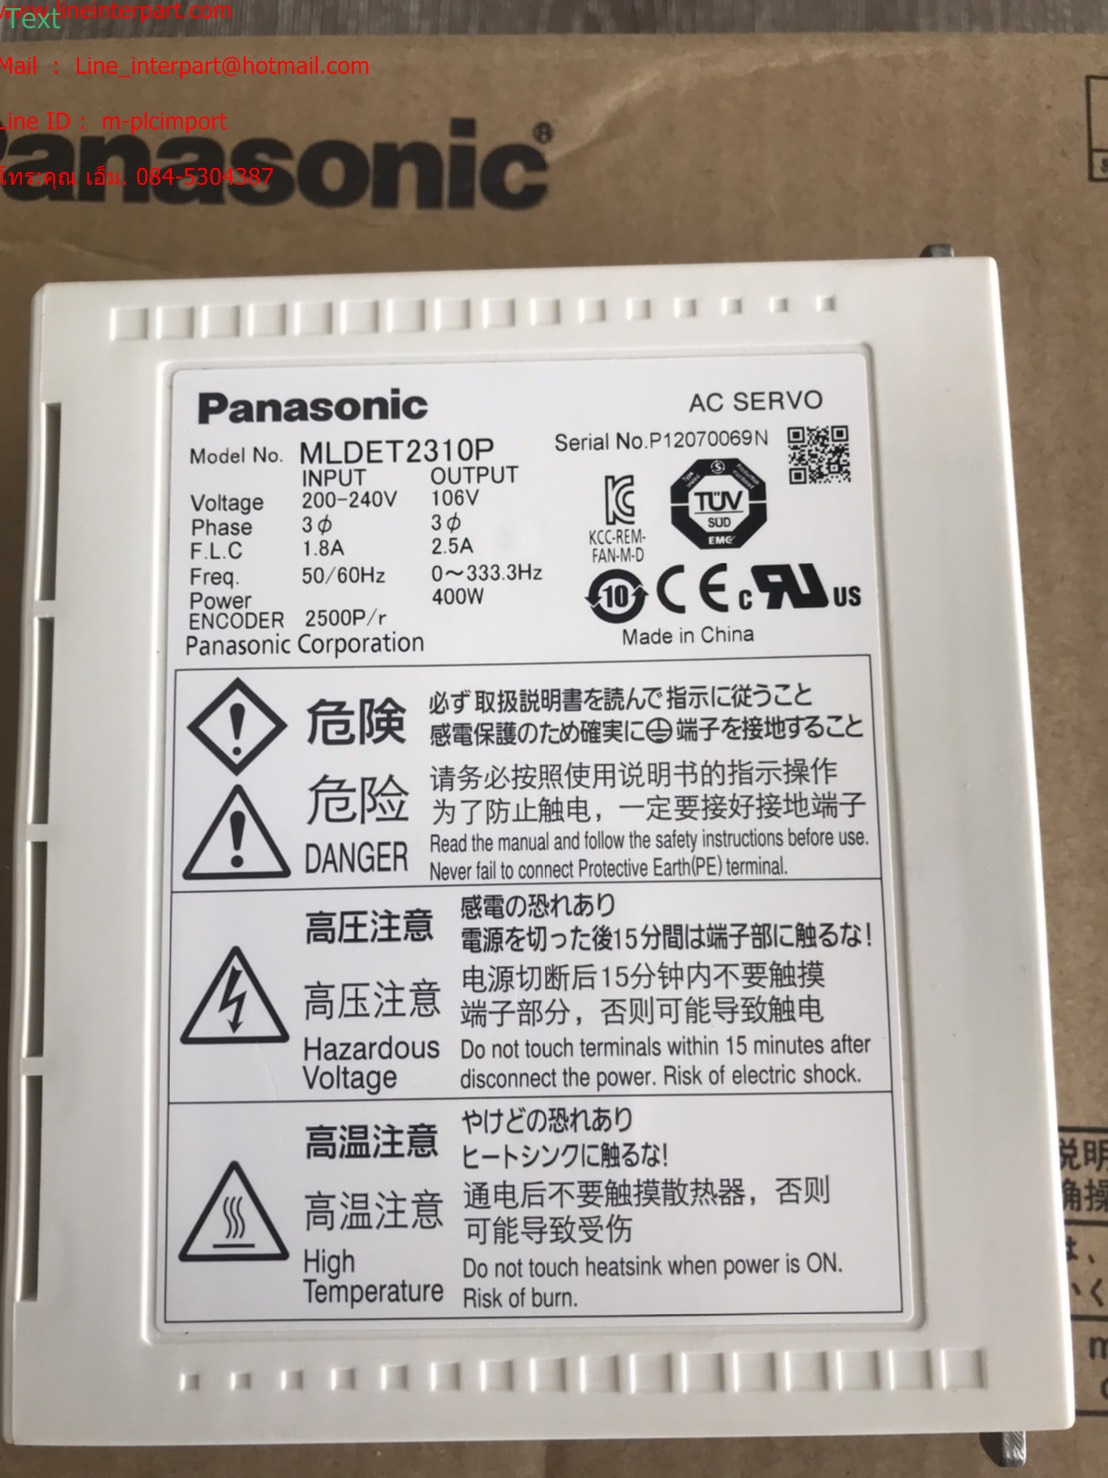 www.lineinterpart.com
Text
Mail : Line_interpart@hotmail.com
Line ID : m-plcimport
โทร.คุณ เอ็ม. 084-5304387
Panasonic®
Panasonic
AC SERVO
Model No. MLDET2310P
Serial No.P12070069N
INPUT OUTPUT
Voltage 200-240V 106V
Phase 3ϕ 3ϕ
F.L.C 1.8A 2.5A
Freq. 50/60Hz 0～333.3Hz
Power 400W
ENCODER 2500P/r
Panasonic Corporation
KCC-REM-
FAN-M-D
TÜV
SÜD
EMC
10 CE c RU US
Made in China
危険
必ず取扱説明書を読んで指示に従うこと
感電保護のため確実に⏚端子を接地すること
危险
请务必按照使用说明书的指示操作
为了防止触电，一定要接好接地端子
DANGER
Read the manual and follow the safety instructions before use.
Never fail to connect Protective Earth(PE) terminal.
高圧注意
感電の恐れあり
電源を切った後15分間は端子部に触るな!
高压注意
电源切断后15分钟内不要触摸
端子部分，否则可能导致触电
Hazardous
Voltage
Do not touch terminals within 15 minutes after
disconnect the power. Risk of electric shock.
高温注意
やけどの恐れあり
ヒートシンクに触るな!
高温注意
通电后不要触摸散热器，否则
可能导致受伤
High
Temperature
Do not touch heatsink when power is ON.
Risk of burn.